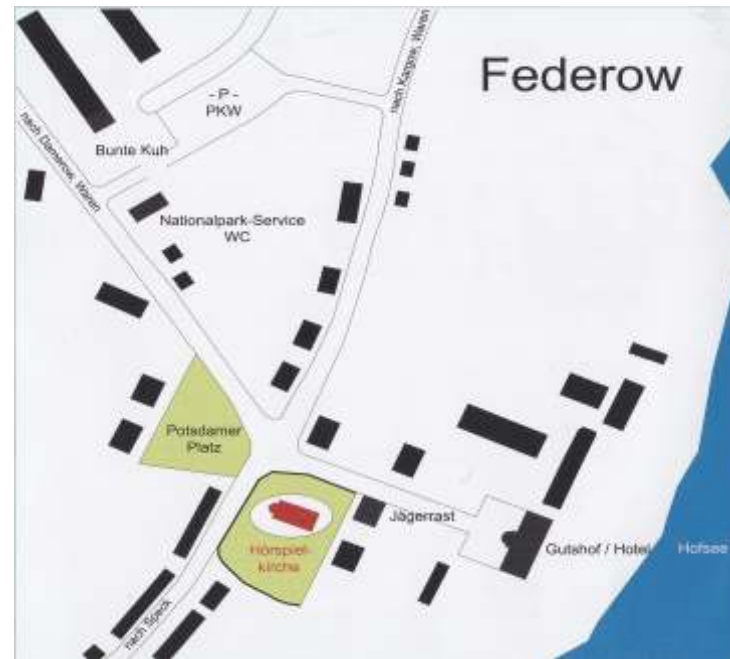 Federow
- P -
PKW
nach Kargow, Waren
nach Damerow, Waren
Bunte Kuh
Nationalpark-Service
WC
Potsdamer
Platz
Jägerrast
Hörspiel-
kirche
Gutshof / Hotel
Hofsee
nach Speck